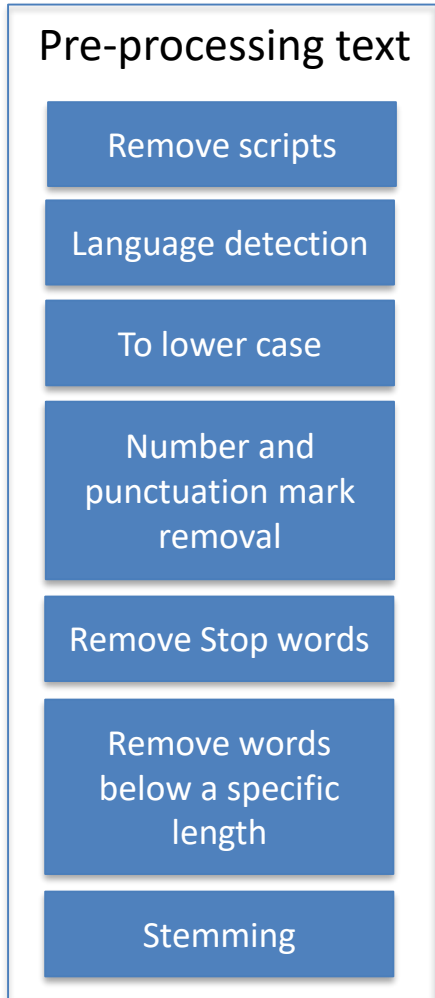 Pre-processing text
Remove scripts
Language detection
To lower case
Number and
punctuation mark
removal
Remove Stop words
Remove words
below a specific
length
Stemming